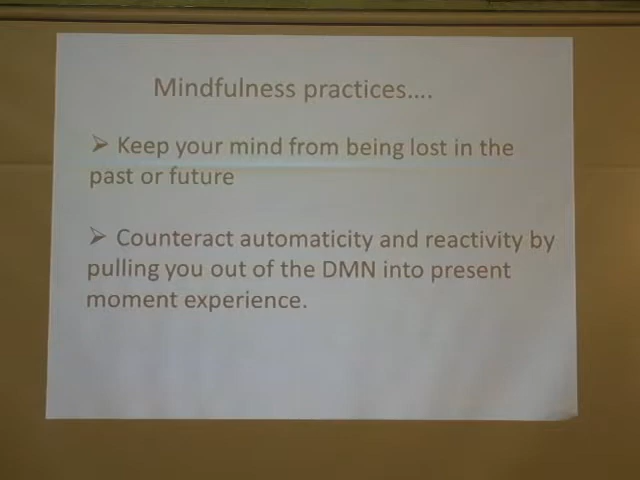 Mindfulness practices....
➢ Keep your mind from being lost in the
past or future
➢ Counteract automaticity and reactivity by
pulling you out of the DMN into present
moment experience.